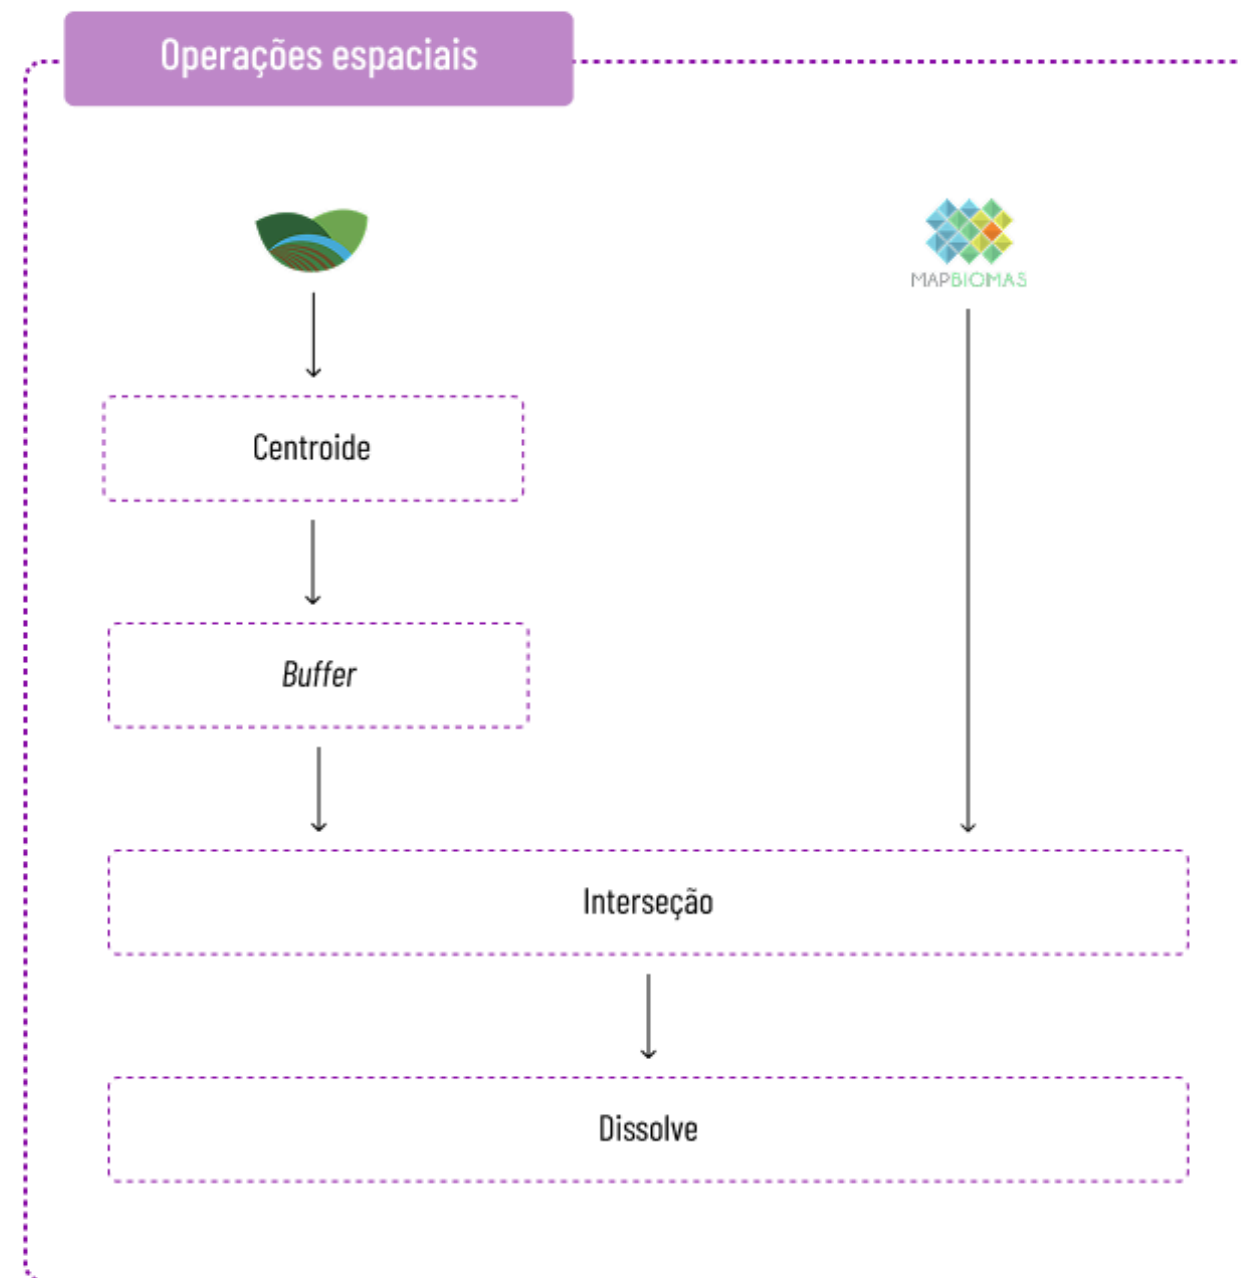 Operações espaciais
MAPBIOMAS
Centroide
Buffer
Interseção
Dissolve